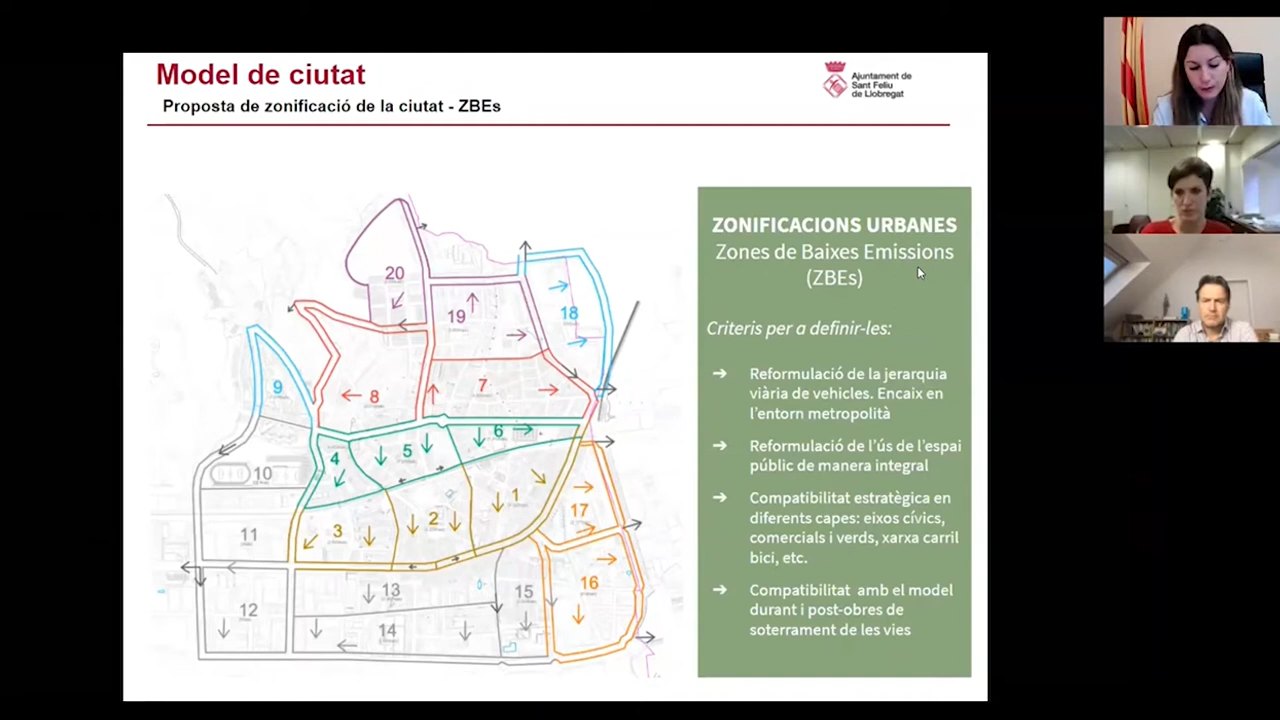 Model de ciutat
Proposta de zonificació de la ciutat - ZBEs
Ajuntament de
Sant Feliu
de Llobregat
20
19
18
9
8
7
6
5
4
10
3
2
1
17
11
16
12
13
15
14
ZONIFICACIONS URBANES
Zones de Baixes Emissions
(ZBEs)
Criteris per a definir-les:
➔ Reformulació de la jerarquia
viària de vehicles. Encaix en
l'entorn metropolità
➔ Reformulació de l'ús de l'espai
públic de manera integral
➔ Compatibilitat estratègica en
diferents capes: eixos cívics,
comercials i verds, xarxa carril
bici, etc.
➔ Compatibilitat amb el model
durant i post-obres de
soterrament de les vies